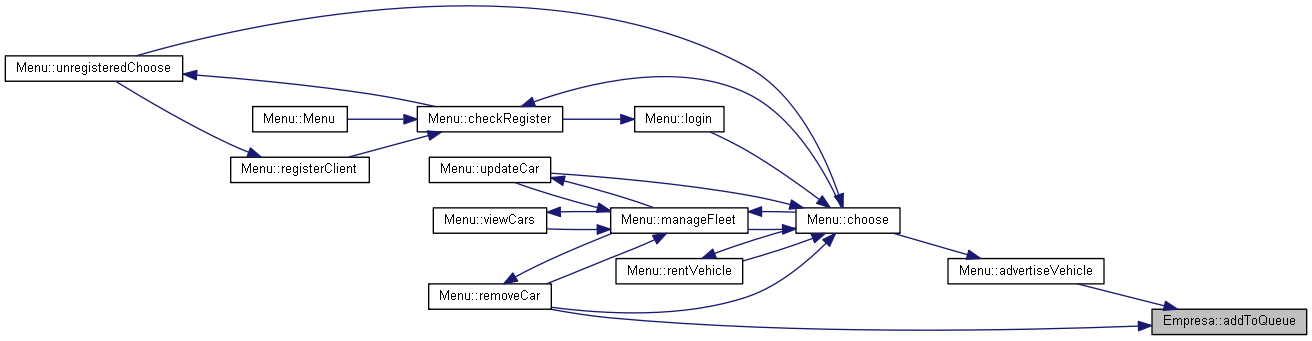 Menu::unregisteredChoose
Menu::Menu
Menu::checkRegister
Menu::login
Menu::registerClient
Menu::updateCar
Menu::viewCars
Menu::manageFleet
Menu::choose
Menu::rentVehicle
Menu::advertiseVehicle
Menu::removeCar
Empresa::addToQueue